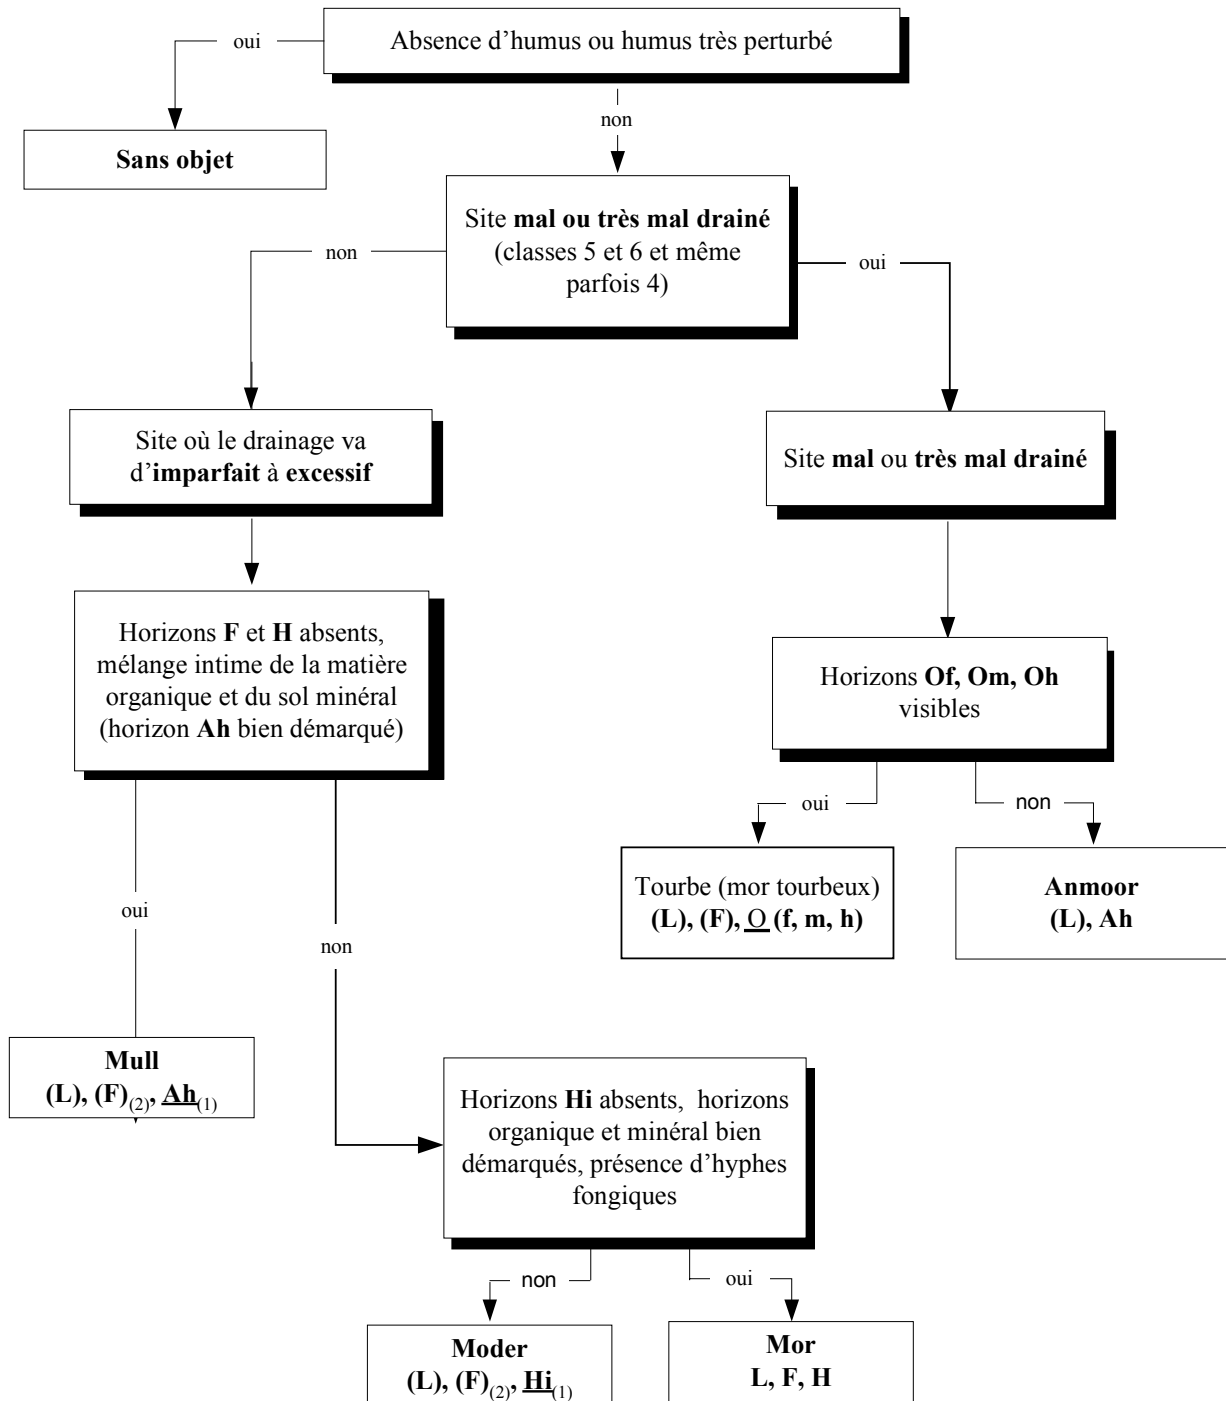 Absence d'humus ou humus très perturbé
oui
non
Sans objet
Site mal ou très mal drainé
(classes 5 et 6 et même
parfois 4)
non
oui
Site où le drainage va
d'imparfait à excessif
Site mal ou très mal drainé
Horizons F et H absents,
mélange intime de la matière
organique et du sol minéral
(horizon Ah bien démarqué)
Horizons Of, Om, Oh
visibles
oui
non
Tourbe (mor tourbeux)
(L), (F), O (f, m, h)
Anmoor
(L), Ah
oui
non
Mull
(L), (F)(2), Ah(1)
Horizons Hi absents, horizons
organique et minéral bien
démarqués, présence d'hyphes
fongiques
non
oui
Moder
(L), (F)(2), Hi(1)
Mor
L, F, H